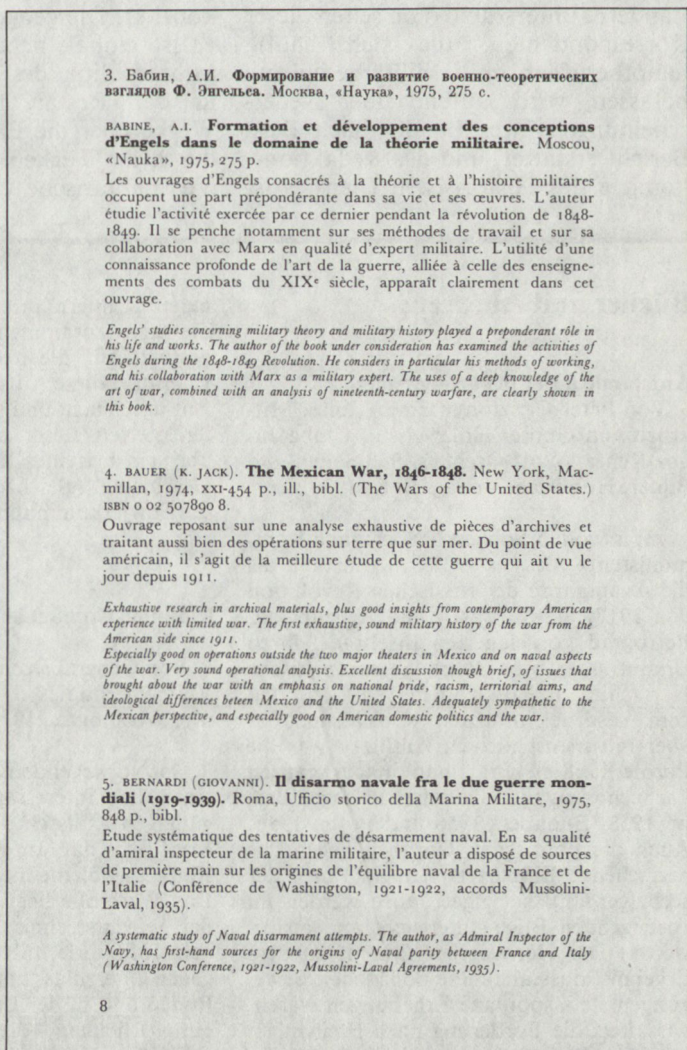 3. Бабин, А.И. Формирование и развитие военно-теоретических
взглядов Ф. Энгельса. Москва, «Наука», 1975, 275 с.
BABINE, A.I. Formation et développement des conceptions
d'Engels dans le domaine de la théorie militaire. Moscou,
«Nauka», 1975, 275 p.
Les ouvrages d'Engels consacrés à la théorie et à l'histoire militaires
occupent une part prépondérante dans sa vie et ses œuvres. L'auteur
étudie l'activité exercée par ce dernier pendant la révolution de 1848-
1849. Il se penche notamment sur ses méthodes de travail et sur sa
collaboration avec Marx en qualité d'expert militaire. L'utilité d'une
connaissance profonde de l'art de la guerre, alliée à celle des enseigne-
ments des combats du XIXe siècle, apparaît clairement dans cet
ouvrage.
Engels' studies concerning military theory and military history played a preponderant rôle in
his life and works. The author of the book under consideration has examined the activities of
Engels during the 1848-1849 Revolution. He considers in particular his methods of working,
and his collaboration with Marx as a military expert. The uses of a deep knowledge of the
art of war, combined with an analysis of nineteenth-century warfare, are clearly shown in
this book.
4. BAUER (K. JACK). The Mexican War, 1846-1848. New York, Mac-
millan, 1974, XXI-454 p., ill., bibl. (The Wars of the United States.)
ISBN 0 02 507890 8.
Ouvrage reposant sur une analyse exhaustive de pièces d'archives et
traitant aussi bien des opérations sur terre que sur mer. Du point de vue
américain, il s'agit de la meilleure étude de cette guerre qui ait vu le
jour depuis 1911.
Exhaustive research in archival materials, plus good insights from contemporary American
experience with limited war. The first exhaustive, sound military history of the war from the
American side since 1911.
Especially good on operations outside the two major theaters in Mexico and on naval aspects
of the war. Very sound operational analysis. Excellent discussion though brief, of issues that
brought about the war with an emphasis on national pride, racism, territorial aims, and
ideological differences beteen Mexico and the United States. Adequately sympathetic to the
Mexican perspective, and especially good on American domestic politics and the war.
5. BERNARDI (GIOVANNI). Il disarmo navale fra le due guerre mon-
diali (1919-1939). Roma, Ufficio storico della Marina Militare, 1975,
848 p., bibl.
Etude systématique des tentatives de désarmement naval. En sa qualité
d'amiral inspecteur de la marine militaire, l'auteur a disposé de sources
de première main sur les origines de l'équilibre naval de la France et de
l'Italie (Conférence de Washington, 1921-1922, accords Mussolini-
Laval, 1935).
A systematic study of Naval disarmament attempts. The author, as Admiral Inspector of the
Navy, has first-hand sources for the origins of Naval parity between France and Italy
(Washington Conference, 1921-1922, Mussolini-Laval Agreements, 1935).
8